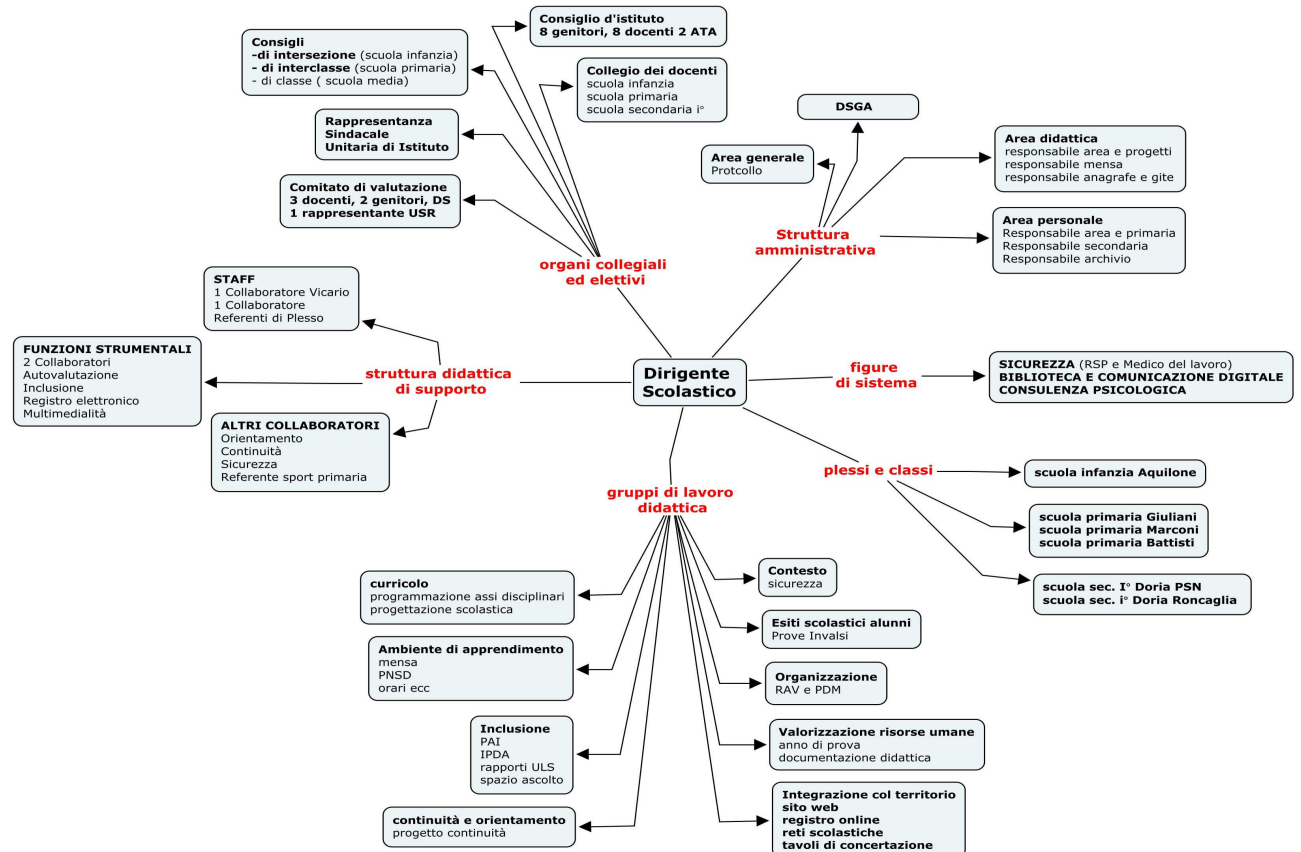 Consiglio d'istituto
8 genitori, 8 docenti 2 ATA
Consigli
-di intersezione (scuola infanzia)
- di interclasse (scuola primaria)
- di classe ( scuola media)
Collegio dei docenti
scuola infanzia
scuola primaria
scuola secondaria i°
Rappresentanza
Sindacale
Unitaria di Istituto
Comitato di valutazione
3 docenti, 2 genitori, DS
1 rappresentante USR
organi collegiali
ed elettivi
DSGA
Area generale
Protcollo
Area didattica
responsabile area e progetti
responsabile mensa
responsabile anagrafe e gite
Area personale
Responsabile area e primaria
Responsabile secondaria
Responsabile archivio
Struttura
amministrativa
STAFF
1 Collaboratore Vicario
1 Collaboratore
Referenti di Plesso
FUNZIONI STRUMENTALI
2 Collaboratori
Autovalutazione
Inclusione
Registro elettronico
Multimedialità
ALTRI COLLABORATORI
Orientamento
Continuità
Sicurezza
Referente sport primaria
struttura didattica
di supporto
Dirigente
Scolastico
figure
di sistema
SICUREZZA (RSP e Medico del lavoro)
BIBLIOTECA E COMUNICAZIONE DIGITALE
CONSULENZA PSICOLOGICA
plessi e classi
scuola infanzia Aquilone
scuola primaria Giuliani
scuola primaria Marconi
scuola primaria Battisti
scuola sec. I° Doria PSN
scuola sec. i° Doria Roncaglia
gruppi di lavoro
didattica
curricolo
programmazione assi disciplinari
progettazione scolastica
Ambiente di apprendimento
mensa
PNSD
orari ecc
Inclusione
PAI
IPDA
rapporti ULS
spazio ascolto
continuità e orientamento
progetto continuità
Contesto
sicurezza
Esiti scolastici alunni
Prove Invalsi
Organizzazione
RAV e PDM
Valorizzazione risorse umane
anno di prova
documentazione didattica
Integrazione col territorio
sito web
registro online
reti scolastiche
tavoli di concertazione